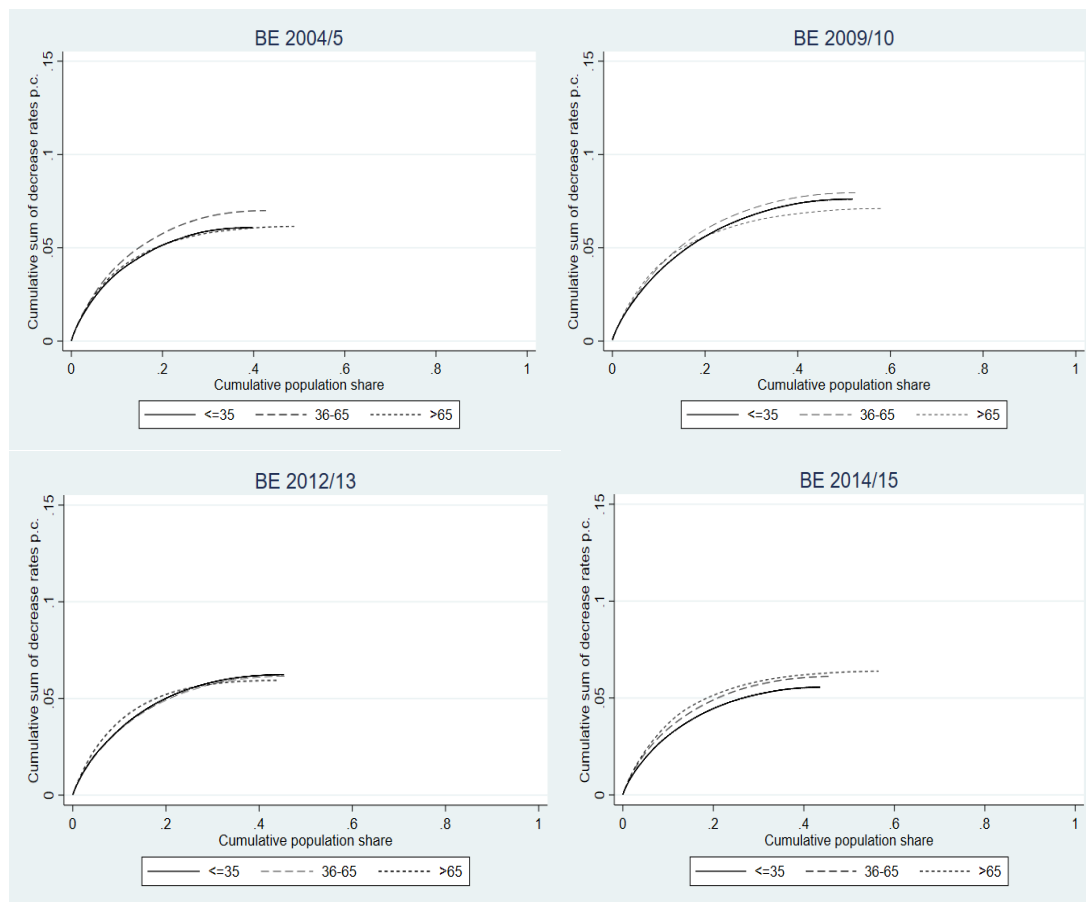 BE 2004/5
Cumulative sum of decrease rates p.c.
.15
.1
.05
0
0 .2 .4 .6 .8 1
Cumulative population share
<=35 36-65 >65
BE 2009/10
Cumulative sum of decrease rates p.c.
.15
.1
.05
0
0 .2 .4 .6 .8 1
Cumulative population share
<=35 36-65 >65
BE 2012/13
Cumulative sum of decrease rates p.c.
.15
.1
.05
0
0 .2 .4 .6 .8 1
Cumulative population share
<=35 36-65 >65
BE 2014/15
Cumulative sum of decrease rates p.c.
.15
.1
.05
0
0 .2 .4 .6 .8 1
Cumulative population share
<=35 36-65 >65